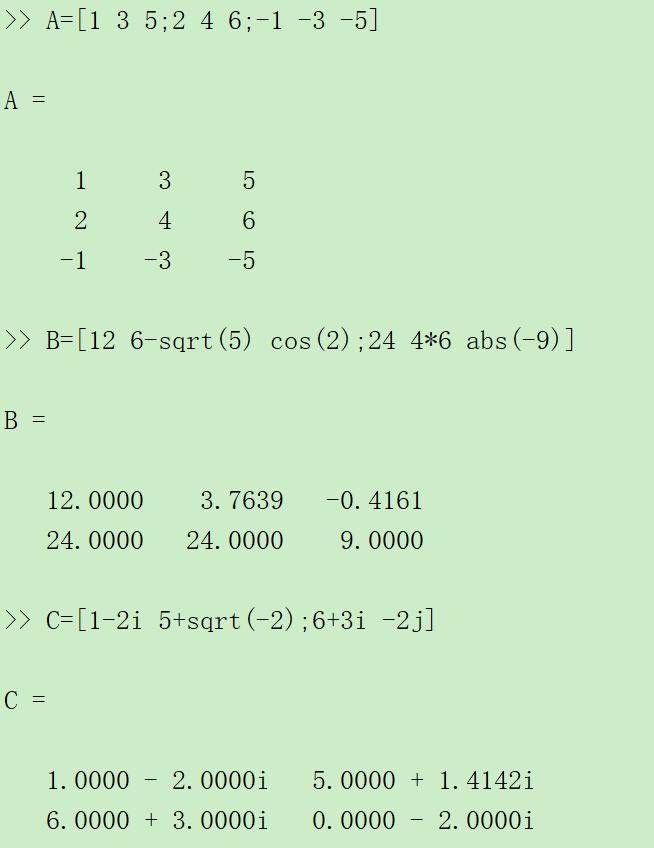 >> A=[1 3 5;2 4 6;-1 -3 -5]
A =
1 3 5
2 4 6
-1 -3 -5
>> B=[12 6-sqrt(5) cos(2);24 4*6 abs(-9)]
B =
12.0000 3.7639 -0.4161
24.0000 24.0000 9.0000
>> C=[1-2i 5+sqrt(-2);6+3i -2j]
C =
1.0000 - 2.0000i 5.0000 + 1.4142i
6.0000 + 3.0000i 0.0000 - 2.0000i